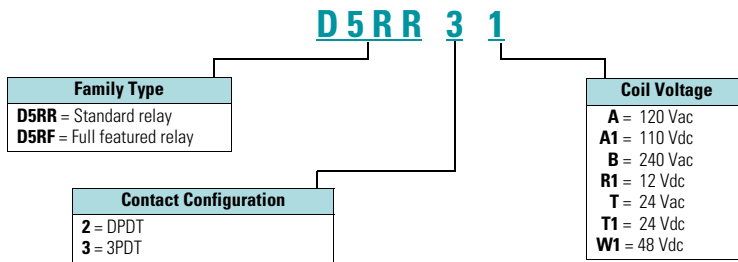 D5RR 3 1
Family Type
D5RR = Standard relay
D5RF = Full featured relay
Contact Configuration
2 = DPDT
3 = 3PDT
Coil Voltage
A = 120 Vac
A1 = 110 Vdc
B = 240 Vac
R1 = 12 Vdc
T = 24 Vac
T1 = 24 Vdc
W1 = 48 Vdc